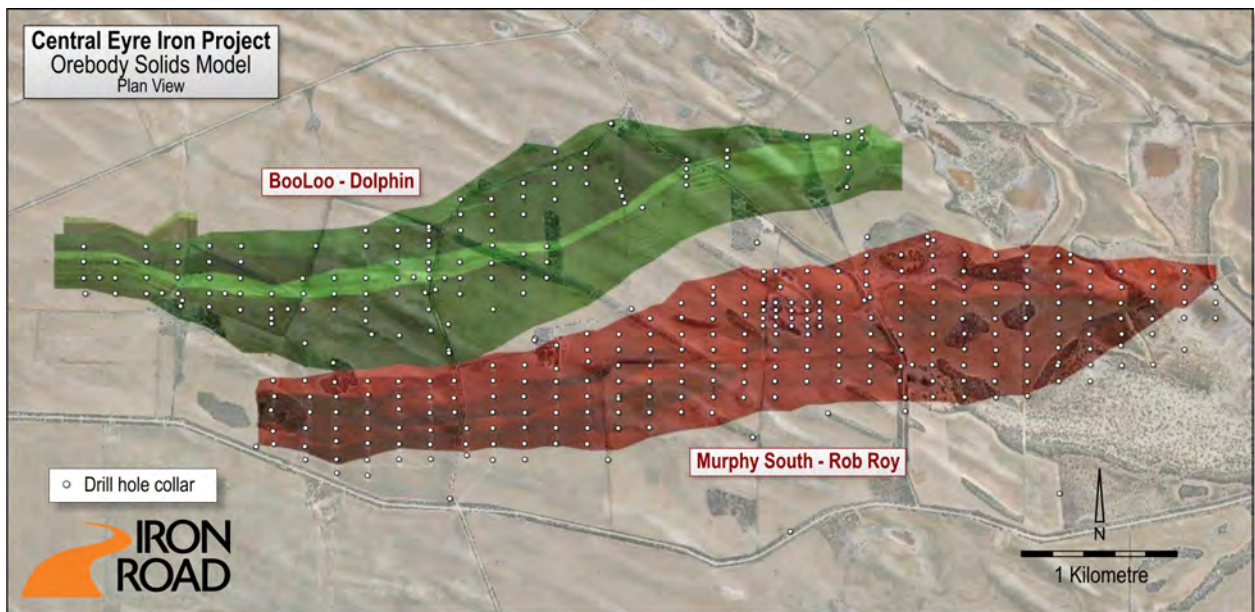 Central Eyre Iron Project
Orebody Solids Model
Plan View
BooLoo - Dolphin
Murphy South - Rob Roy
Drill hole collar
IRON
ROAD
N
1 Kilometre